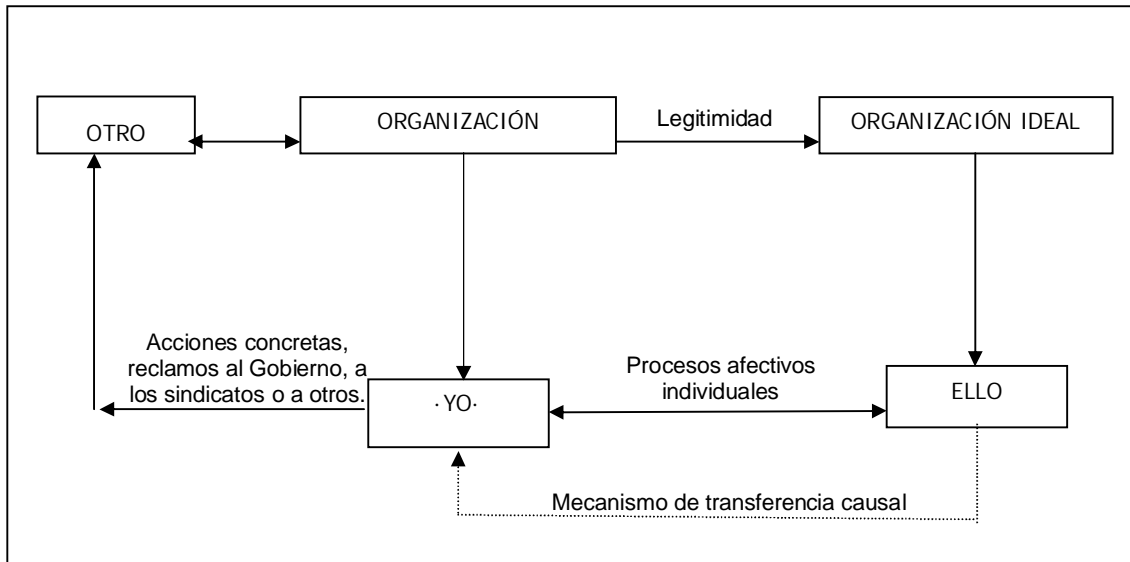 OTRO
ORGANIZACIÓN
Legitimidad
ORGANIZACIÓN IDEAL
Acciones concretas,
reclamos al Gobierno, a
los sindicatos o a otros.
·YO·
Procesos afectivos
individuales
ELLO
Mecanismo de transferencia causal